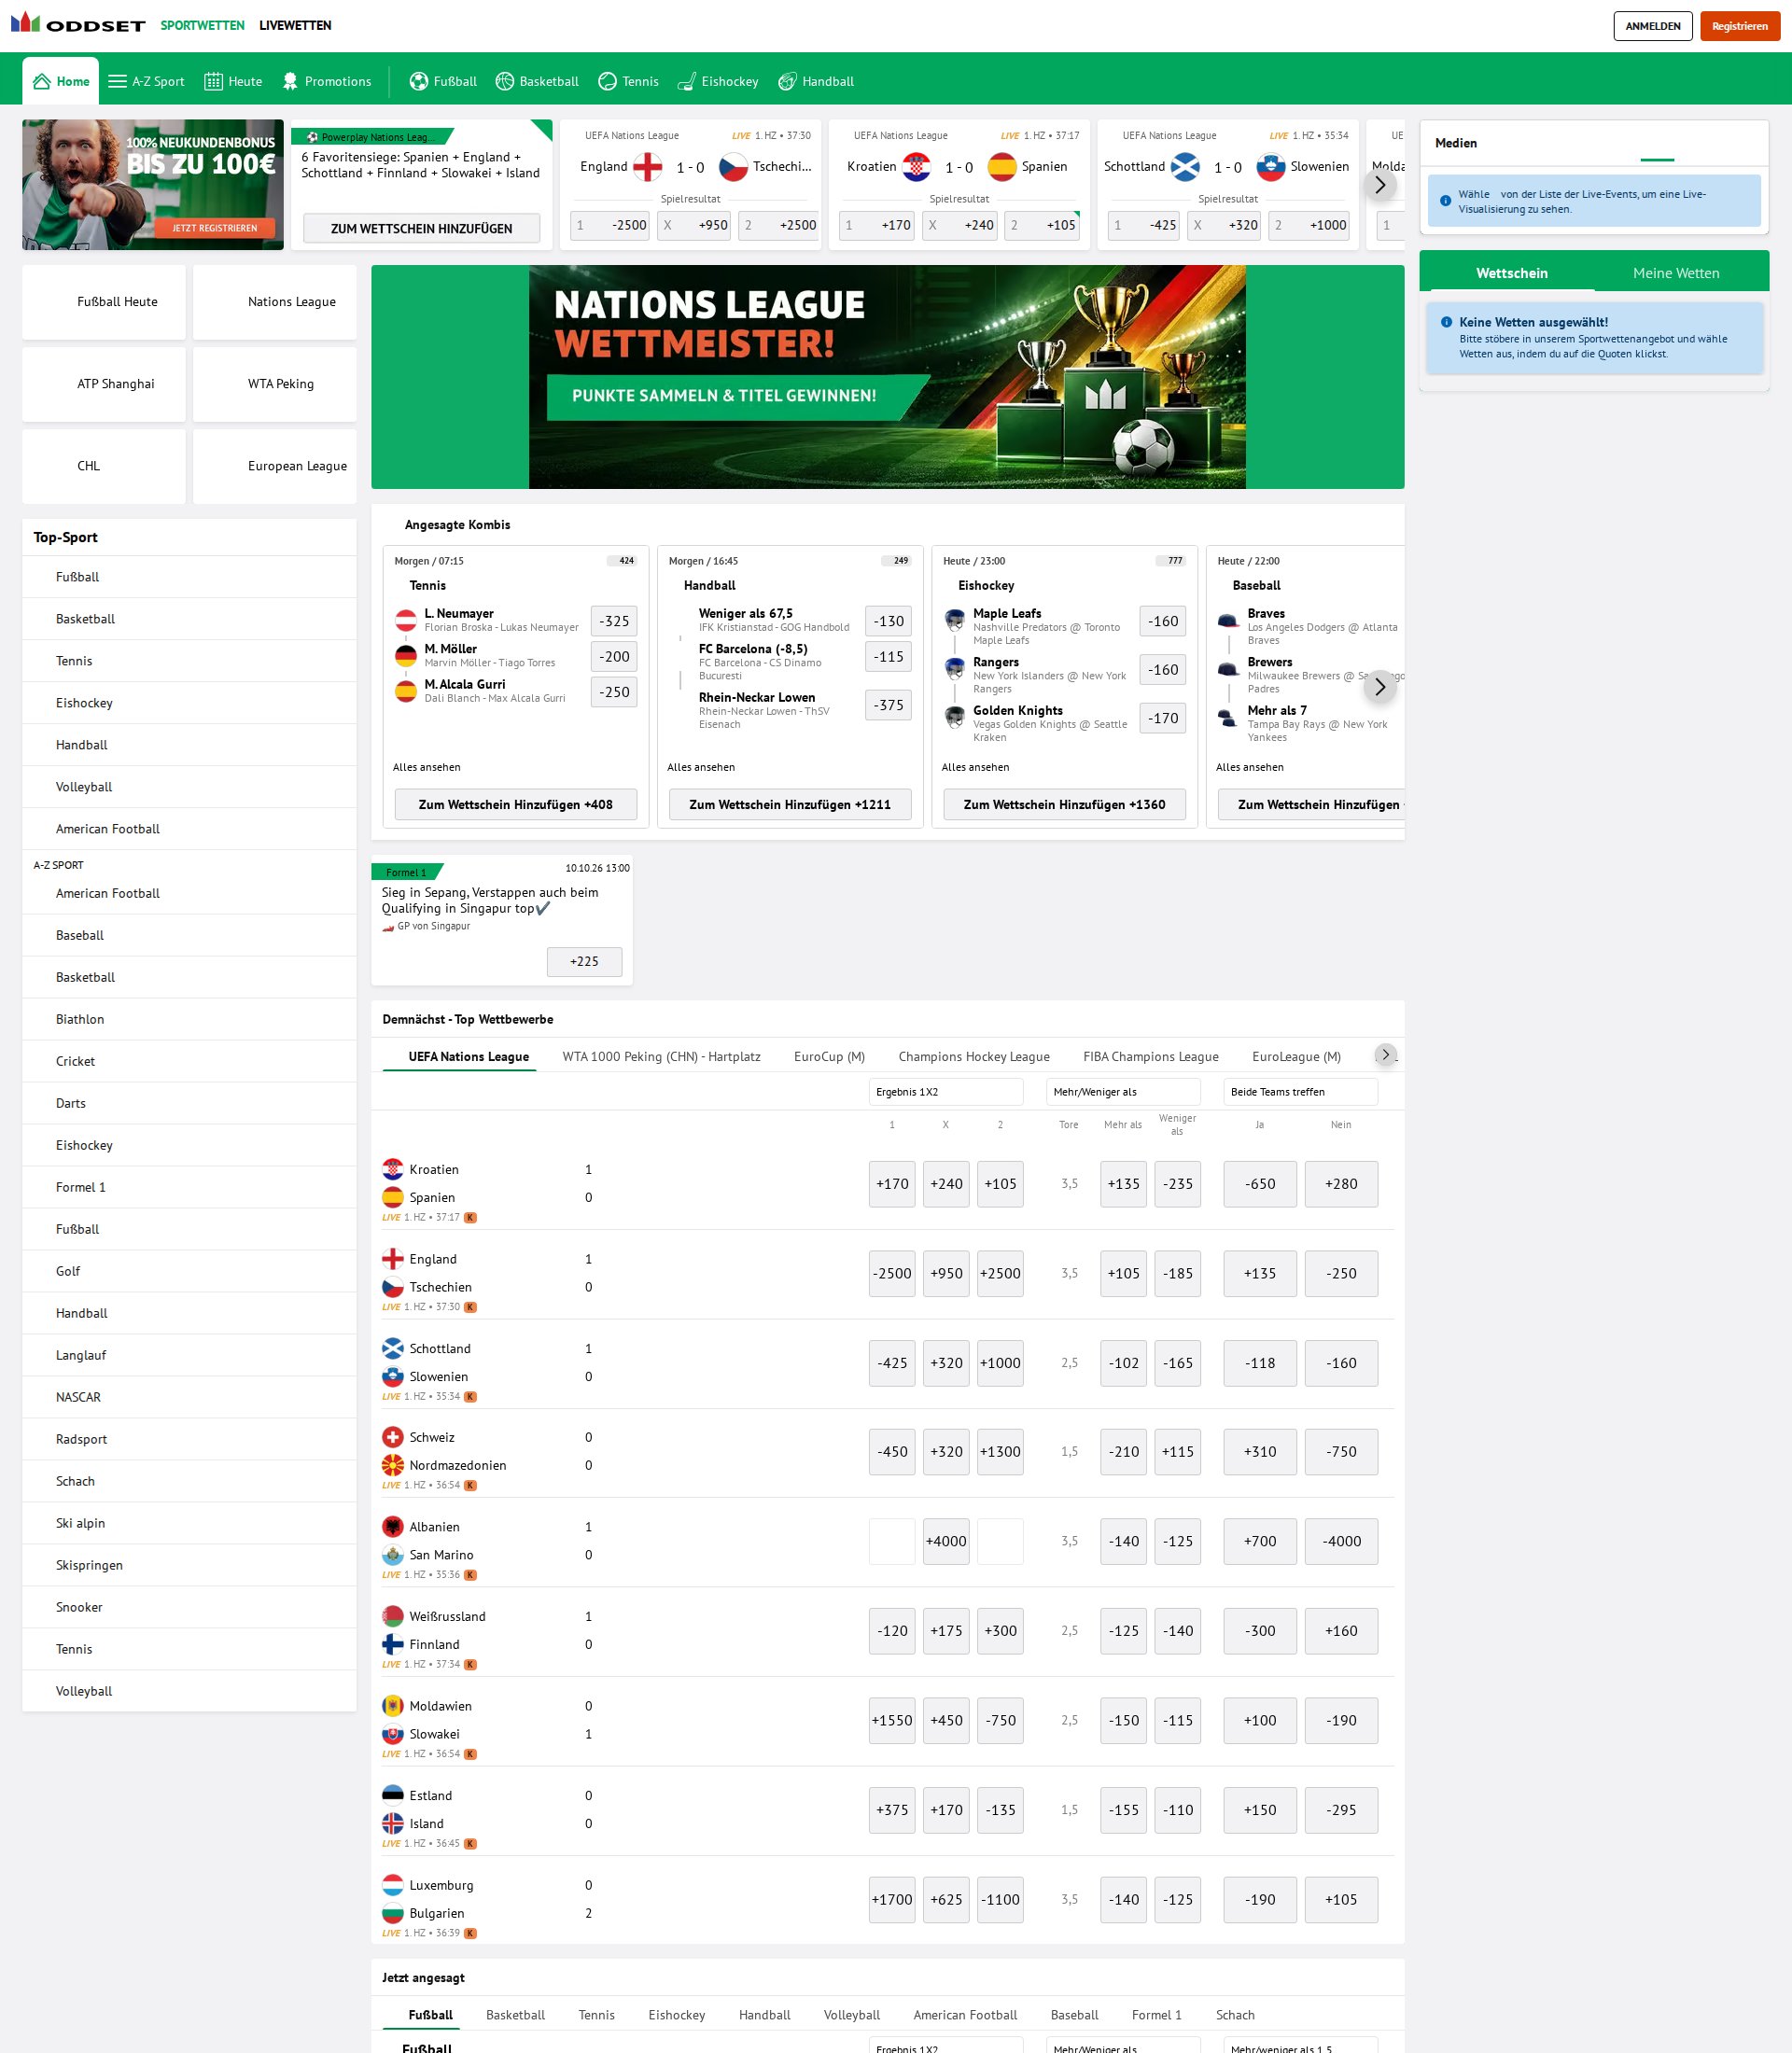 ODDSET SPORTWETTEN LIVEWETTEN ANMELDEN Registrieren
Home A-Z Sport Heute Promotions Fußball Basketball Tennis Eishockey Handball
100% NEUKUNDENBONUS
BIS ZU 100€
JETZT REGISTRIEREN
Powerplay Nations Leag...
6 Favoritensiege: Spanien + England +
Schottland + Finnland + Slowakei + Island
ZUM WETTSCHEIN HINZUFÜGEN
UEFA Nations League LIVE 1. HZ • 37:30
England 1 - 0 Tschechi...
Spielresultat
1 -2500 X +950 2 +2500
UEFA Nations League LIVE 1. HZ • 37:17
Kroatien 1 - 0 Spanien
Spielresultat
1 +170 X +240 2 +105
UEFA Nations League LIVE 1. HZ • 35:34
Schottland 1 - 0 Slowenien
Spielresultat
1 -425 X +320 2 +1000
UE
Molda
1
Medien
Wähle von der Liste der Live-Events, um eine Live-
Visualisierung zu sehen.
Wettschein Meine Wetten
Keine Wetten ausgewählt!
Bitte stöbere in unserem Sportwettenangebot und wähle
Wetten aus, indem du auf die Quoten klickst.
Fußball Heute Nations League
ATP Shanghai WTA Peking
CHL European League
Top-Sport
Fußball
Basketball
Tennis
Eishockey
Handball
Volleyball
American Football
A-Z SPORT
American Football
Baseball
Basketball
Biathlon
Cricket
Darts
Eishockey
Formel 1
Fußball
Golf
Handball
Langlauf
NASCAR
Radsport
Schach
Ski alpin
Skispringen
Snooker
Tennis
Volleyball
NATIONS LEAGUE
WETTMEISTER!
PUNKTE SAMMELN & TITEL GEWINNEN!
Angesagte Kombis
Morgen / 07:15 424
Tennis
L. Neumayer -325
Florian Broska - Lukas Neumayer
M. Möller -200
Marvin Möller - Tiago Torres
M. Alcala Gurri -250
Dali Blanch - Max Alcala Gurri
Alles ansehen
Zum Wettschein Hinzufügen +408
Morgen / 16:45 249
Handball
Weniger als 67,5 -130
IFK Kristianstad - GOG Handbold
FC Barcelona (-8,5) -115
FC Barcelona - CS Dinamo
Bucuresti
Rhein-Neckar Lowen -375
Rhein-Neckar Lowen - ThSV
Eisenach
Alles ansehen
Zum Wettschein Hinzufügen +1211
Heute / 23:00 777
Eishockey
Maple Leafs -160
Nashville Predators @ Toronto
Maple Leafs
Rangers -160
New York Islanders @ New York
Rangers
Golden Knights -170
Vegas Golden Knights @ Seattle
Kraken
Alles ansehen
Zum Wettschein Hinzufügen +1360
Heute / 22:00
Baseball
Braves
Los Angeles Dodgers @ Atlanta
Braves
Brewers
Milwaukee Brewers @
Padres
Mehr als 7
Tampa Bay Rays @ New York
Yankees
Alles ansehen
Zum Wettschein Hinzufügen
Formel 1 10.10.26 13:00
Sieg in Sepang, Verstappen auch beim
Qualifying in Singapur top✔
GP von Singapur
+225
Demnächst - Top Wettbewerbe
UEFA Nations League WTA 1000 Peking (CHN) - Hartplatz EuroCup (M) Champions Hockey League FIBA Champions League EuroLeague (M)
Ergebnis 1X2 Mehr/Weniger als Beide Teams treffen
1 X 2 Tore Mehr als Weniger als Ja Nein
Kroatien 1
Spanien 0
+170 +240 +105 3,5 +135 -235 -650 +280
LIVE 1. HZ • 37:17 K
England 1
Tschechien 0
-2500 +950 +2500 3,5 +105 -185 +135 -250
LIVE 1. HZ • 37:30 K
Schottland 1
Slowenien 0
-425 +320 +1000 2,5 -102 -165 -118 -160
LIVE 1. HZ • 35:34 K
Schweiz 0
Nordmazedonien 0
-450 +320 +1300 1,5 -210 +115 +310 -750
LIVE 1. HZ • 36:54 K
Albanien 1
San Marino 0
+4000 3,5 -140 -125 +700 -4000
LIVE 1. HZ • 35:36 K
Weißrussland 1
Finnland 0
-120 +175 +300 2,5 -125 -140 -300 +160
LIVE 1. HZ • 37:34 K
Moldawien 0
Slowakei 1
+1550 +450 -750 2,5 -150 -115 +100 -190
LIVE 1. HZ • 36:54 K
Estland 0
Island 0
+375 +170 -135 1,5 -155 -110 +150 -295
LIVE 1. HZ • 36:45 K
Luxemburg 0
Bulgarien 2
+1700 +625 -1100 3,5 -140 -125 -190 +105
LIVE 1. HZ • 36:39 K
Jetzt angesagt
Fußball Basketball Tennis Eishockey Handball Volleyball American Football Baseball Formel 1 Schach
Fußball Ergebnis 1X2 Mehr/Weniger als Mehr/weniger als 1,5